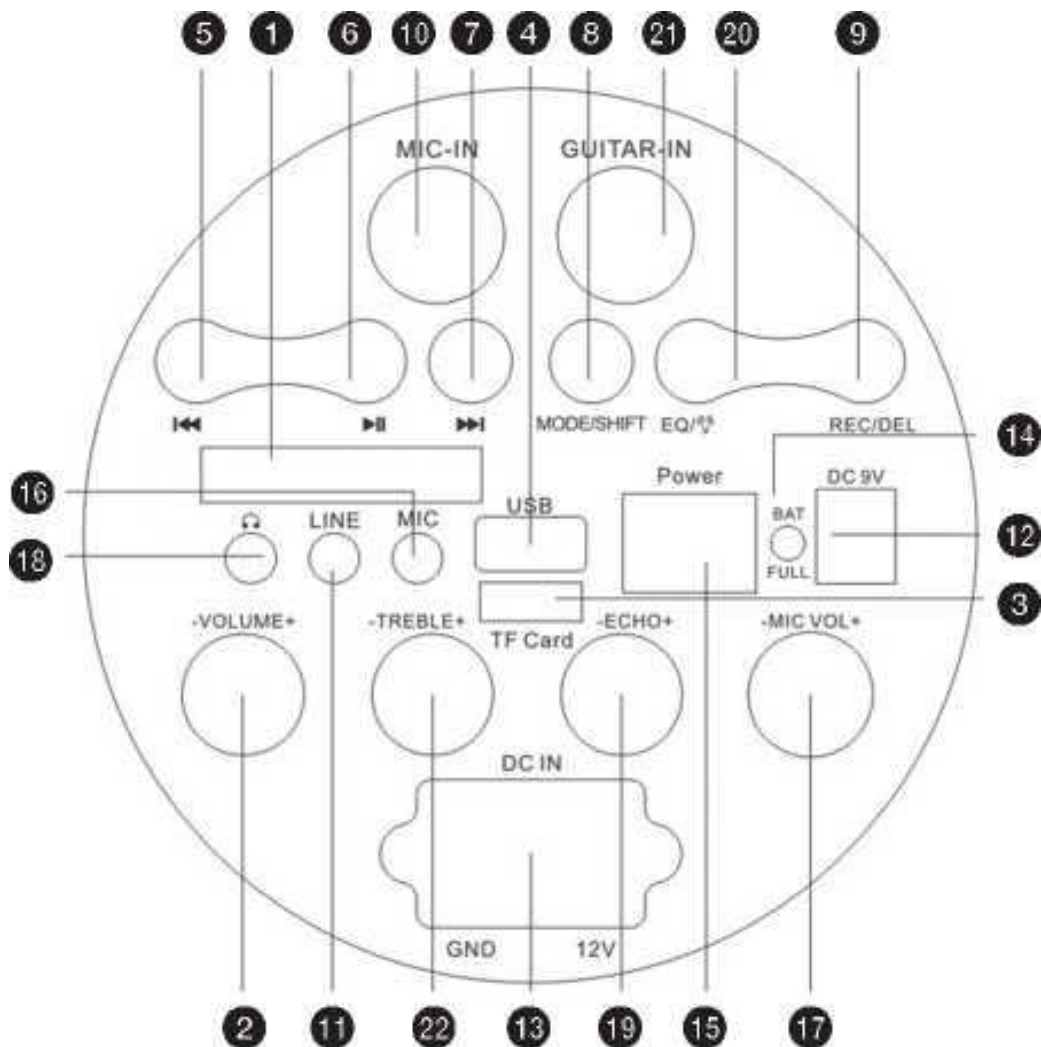 5 1 6 10 7 4 8 21 20 9
MIC-IN GUITAR-IN
MODE/SHIFT EQ/ REC/DEL
14
Power DC 9V
16
USB
LINE MIC BAT
18 12
FULL
3
-VOLUME+ -TREBLE+ -ECHO+ -MIC VOL+
TF Card
DC IN
GND 12V
2 11 22 13 19 15 17